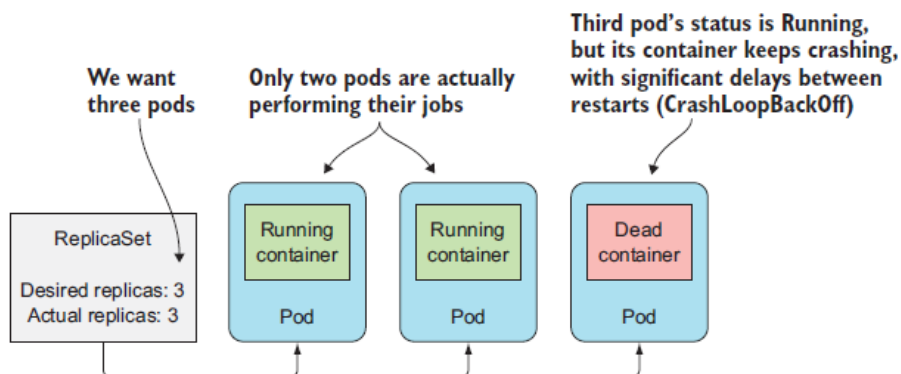 We want
three pods
Only two pods are actually
performing their jobs
Third pod's status is Running,
but its container keeps crashing,
with significant delays between
restarts (CrashLoopBackOff)
ReplicaSet
Desired replicas: 3
Actual replicas: 3
Running
container
Pod
Running
container
Pod
Dead
container
Pod